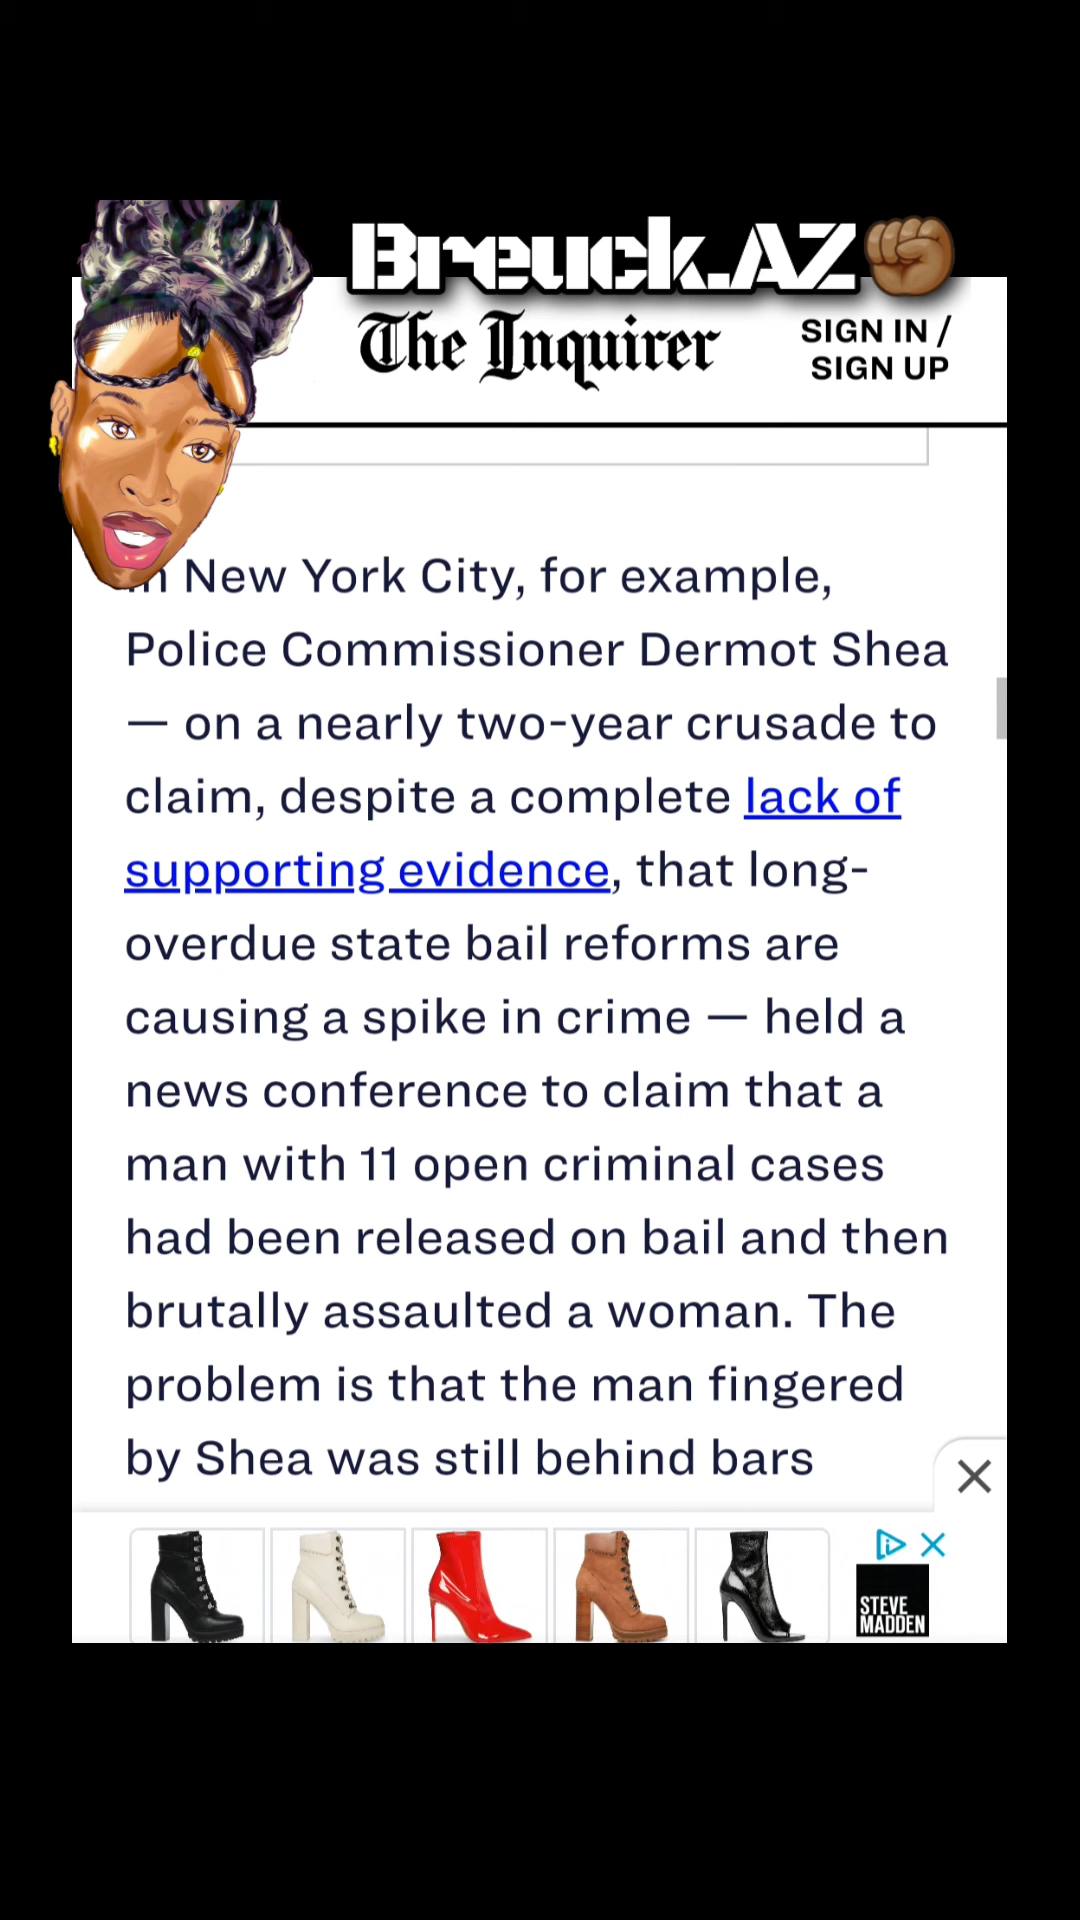 Breuck.AZ
The Inquirer
SIGN IN /
SIGN UP
In New York City, for example,
Police Commissioner Dermot Shea
— on a nearly two-year crusade to
claim, despite a complete lack of
supporting evidence, that long-
overdue state bail reforms are
causing a spike in crime — held a
news conference to claim that a
man with 11 open criminal cases
had been released on bail and then
brutally assaulted a woman. The
problem is that the man fingered
by Shea was still behind bars
STEVE
MADDEN